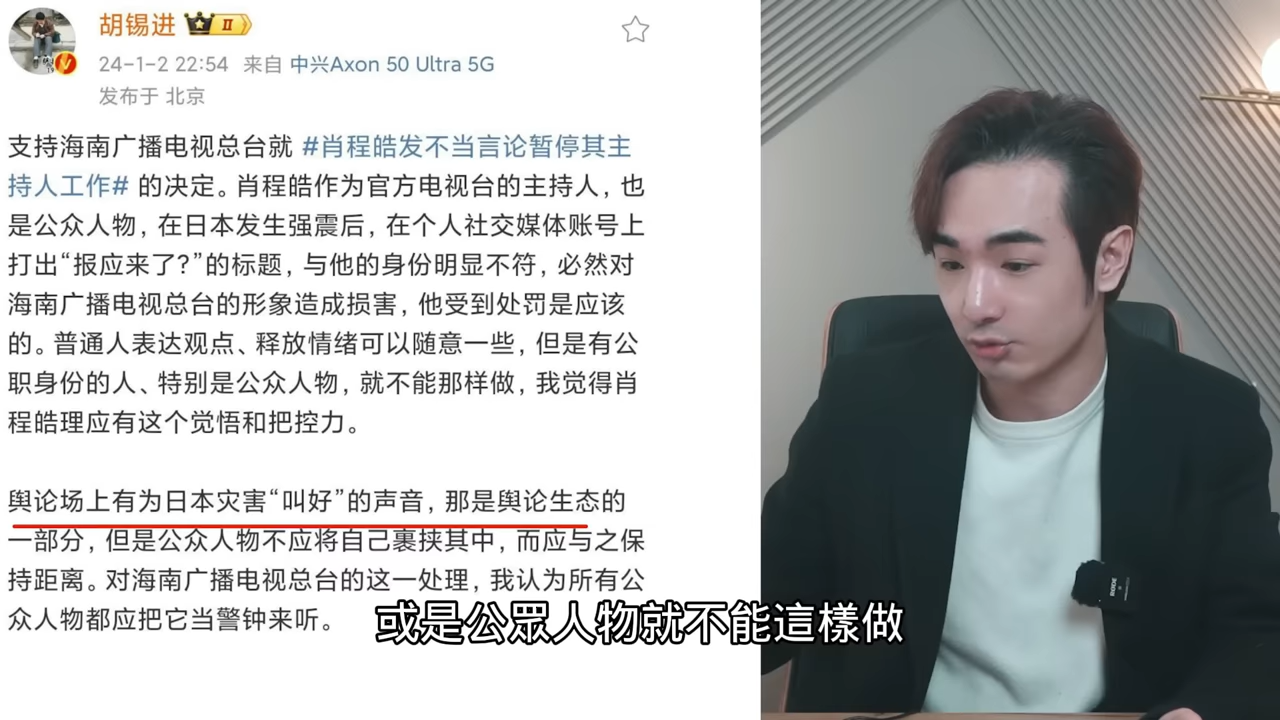 胡锡进
II
24-1-2 22:54 来自 中兴Axon 50 Ultra 5G
发布于 北京
支持海南广播电视总台就 #肖程皓发不当言论暂停其主
持人工作# 的决定。肖程皓作为官方电视台的主持人，也
是公众人物，在日本发生强震后，在个人社交媒体账号上
打出“报应来了?”的标题，与他的身份明显不符，必然对
海南广播电视总台的形象造成损害，他受到处罚是应该
的。普通人表达观点、释放情绪可以随意一些，但是有公
职身份的人、特别是公众人物，就不能那样做，我觉得肖
程皓理应有这个觉悟和把控力。
舆论场上有为日本灾害“叫好”的声音，那是舆论生态的
一部分，但是公众人物不应将自己裹挟其中，而应与之保
持距离。对海南广播电视总台的这一处理，我认为所有公
众人物都应把它当警钟来听。
或是公眾人物就不能這樣做